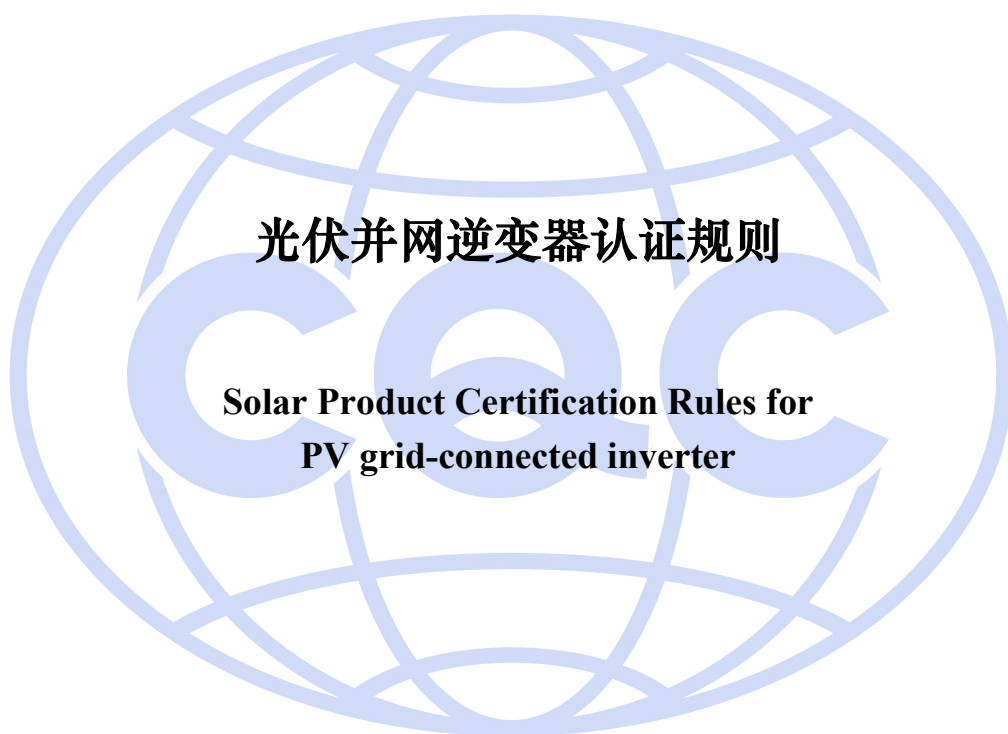 光伏并网逆变器认证规则
CQC
Solar Product Certification Rules for
PV grid-connected inverter